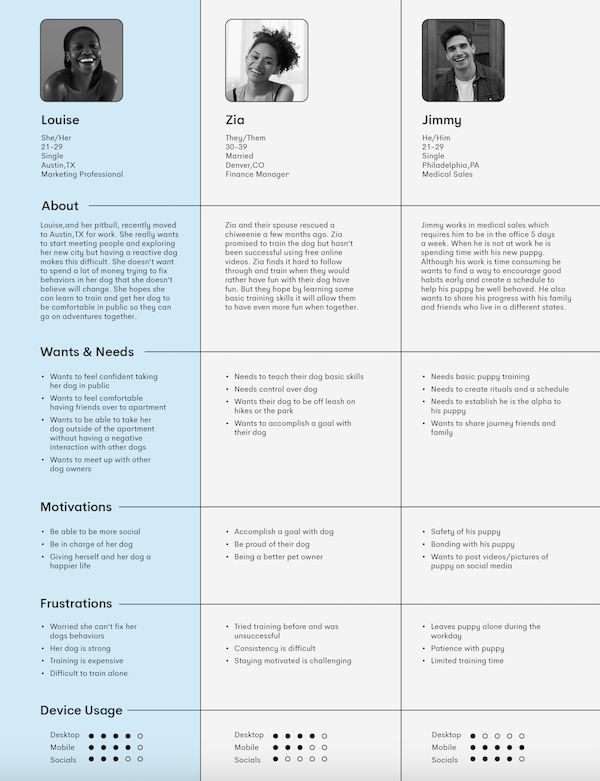 Louise
She/Her
21–29
Single
Austin,TX
Marketing Professional
Zia
They/Them
30-39
Married
Denver,CO
Finance Manager
Jimmy
He/Him
21–29
Single
Philadelphia,PA
Medical Sales
About
Louise,and her pitbull, recently moved
to Austin,TX for work. She really wants
to start meeting people and exploring
her new city but having a reactive dog
makes this difficult. She doesn't want
to spend a lot of money trying to fix
behaviors in her dog that she doesn't
believe will change. She hopes she
can learn to train and get her dog to
be comfortable in public so they can
go on adventures together.
Zia and their spouse rescued a
chiweenie a few months ago. Zia
promised to train the dog but hasn't
been successful using free online
videos. Zia finds it hard to follow
through and train when they would
rather have fun with their dog have
fun. But they hope by learning some
basic training skills it will allow them
to have even more fun when together.
Jimmy works in medical sales which
requires him to be in the office 5 days
a week. When he is not at work he is
spending time with his new puppy.
Although his work is time consuming he
wants to find a way to encourage good
habits early and create a schedule to
help his puppy be well behaved. He also
wants to share his progress with his family
and friends who live in a different states.
Wants & Needs
• Wants to feel confident taking
her dog in public
• Wants to feel comfortable
having friends over to apartment
• Wants to be able to take her
dog outside of the apartment
without having a negative
interaction with other dogs
• Wants to meet up with other
dog owners
• Needs to teach their dog basic skills
• Needs control over dog
• Wants their dog to be off leash on
hikes or the park
• Wants to accomplish a goal with
their dog
• Needs basic puppy training
• Needs to create rituals and a schedule
• Needs to establish he is the alpha to
his puppy
• Wants to share journey friends and
family
Motivations
• Be able to be more social
• Be in charge of her dog
• Giving herself and her dog a
happier life
• Accomplish a goal with dog
• Be proud of their dog
• Being a better pet owner
• Safety of his puppy
• Bonding with his puppy
• Wants to post videos/pictures of
puppy on social media
Frustrations
• Worried she can't fix her
dogs behaviors
• Her dog is strong
• Training is expensive
• Difficult to train alone
• Tried training before and was
unsuccessful
• Consistency is difficult
• Staying motivated is challenging
• Leaves puppy alone during the
workday
• Patience with puppy
• Limited training time
Device Usage
Desktop
Mobile
Socials
Desktop
Mobile
Socials
Desktop
Mobile
Socials